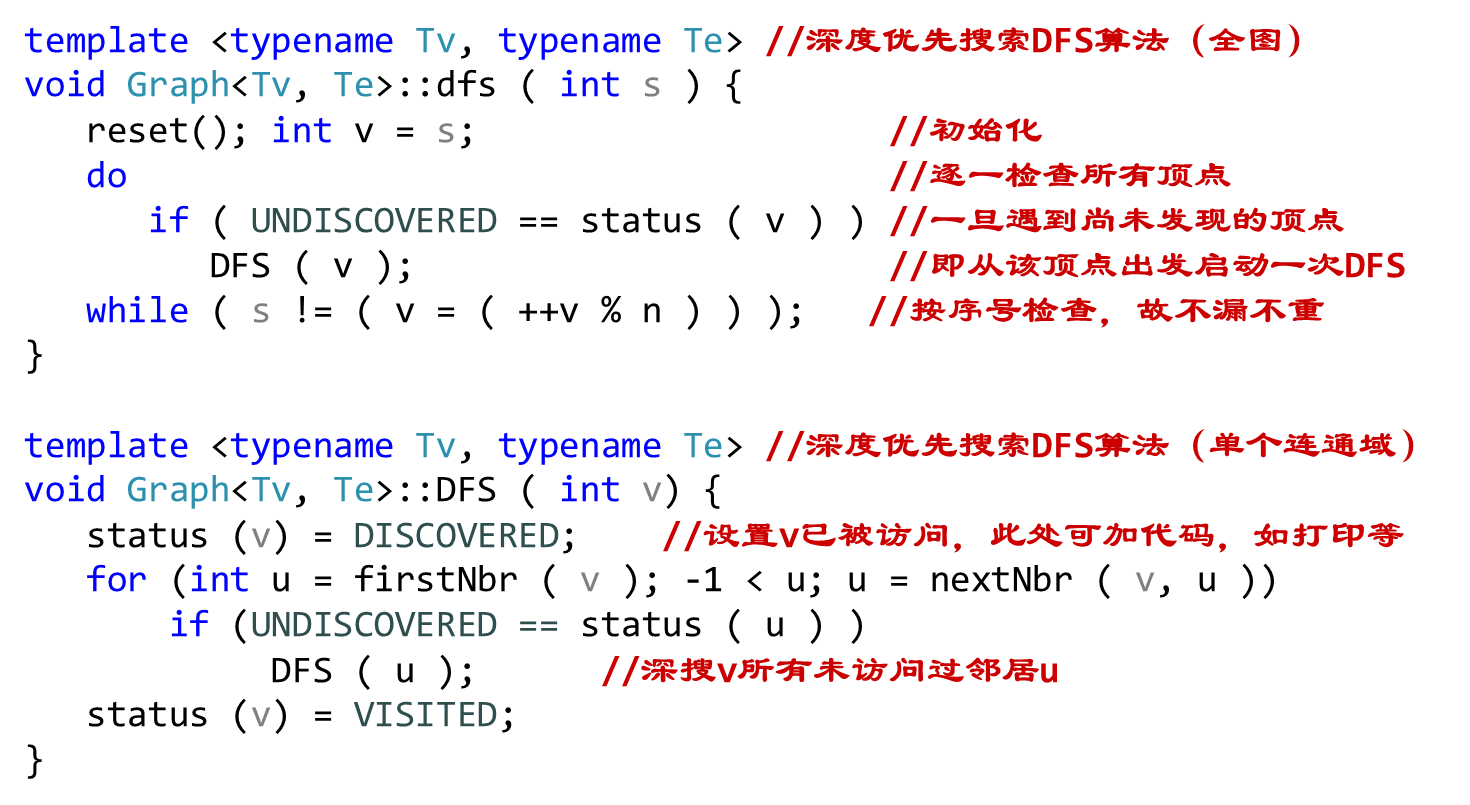 template <typename Tv, typename Te> //深度优先搜索DFS算法（全图）
void Graph<Tv, Te>::dfs ( int s ) {
reset(); int v = s; //初始化
do //逐一检查所有顶点
if ( UNDISCOVERED == status ( v ) ) //一旦遇到尚未发现的顶点
DFS ( v ); //即从该顶点出发启动一次DFS
while ( s != ( v = ( ++v % n ) ) ); //按序号检查，故不漏不重
}
template <typename Tv, typename Te> //深度优先搜索DFS算法（单个连通域）
void Graph<Tv, Te>::DFS ( int v) {
status (v) = DISCOVERED; //设置v已被访问，此处可加代码，如打印等
for (int u = firstNbr ( v ); -1 < u; u = nextNbr ( v, u ))
if (UNDISCOVERED == status ( u ) )
DFS ( u ); //深搜v所有未访问过邻居u
status (v) = VISITED;
}